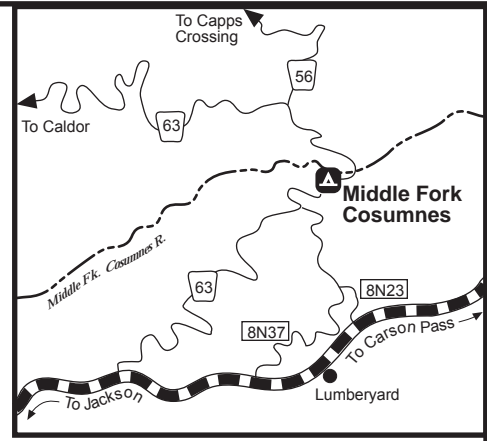 To Capps
Crossing
56
To Caldor
63
Middle Fork
Cosumnes
Middle Fk. Cosumnes R.
63
8N23
8N37
To Carson Pass
To Jackson
Lumberyard